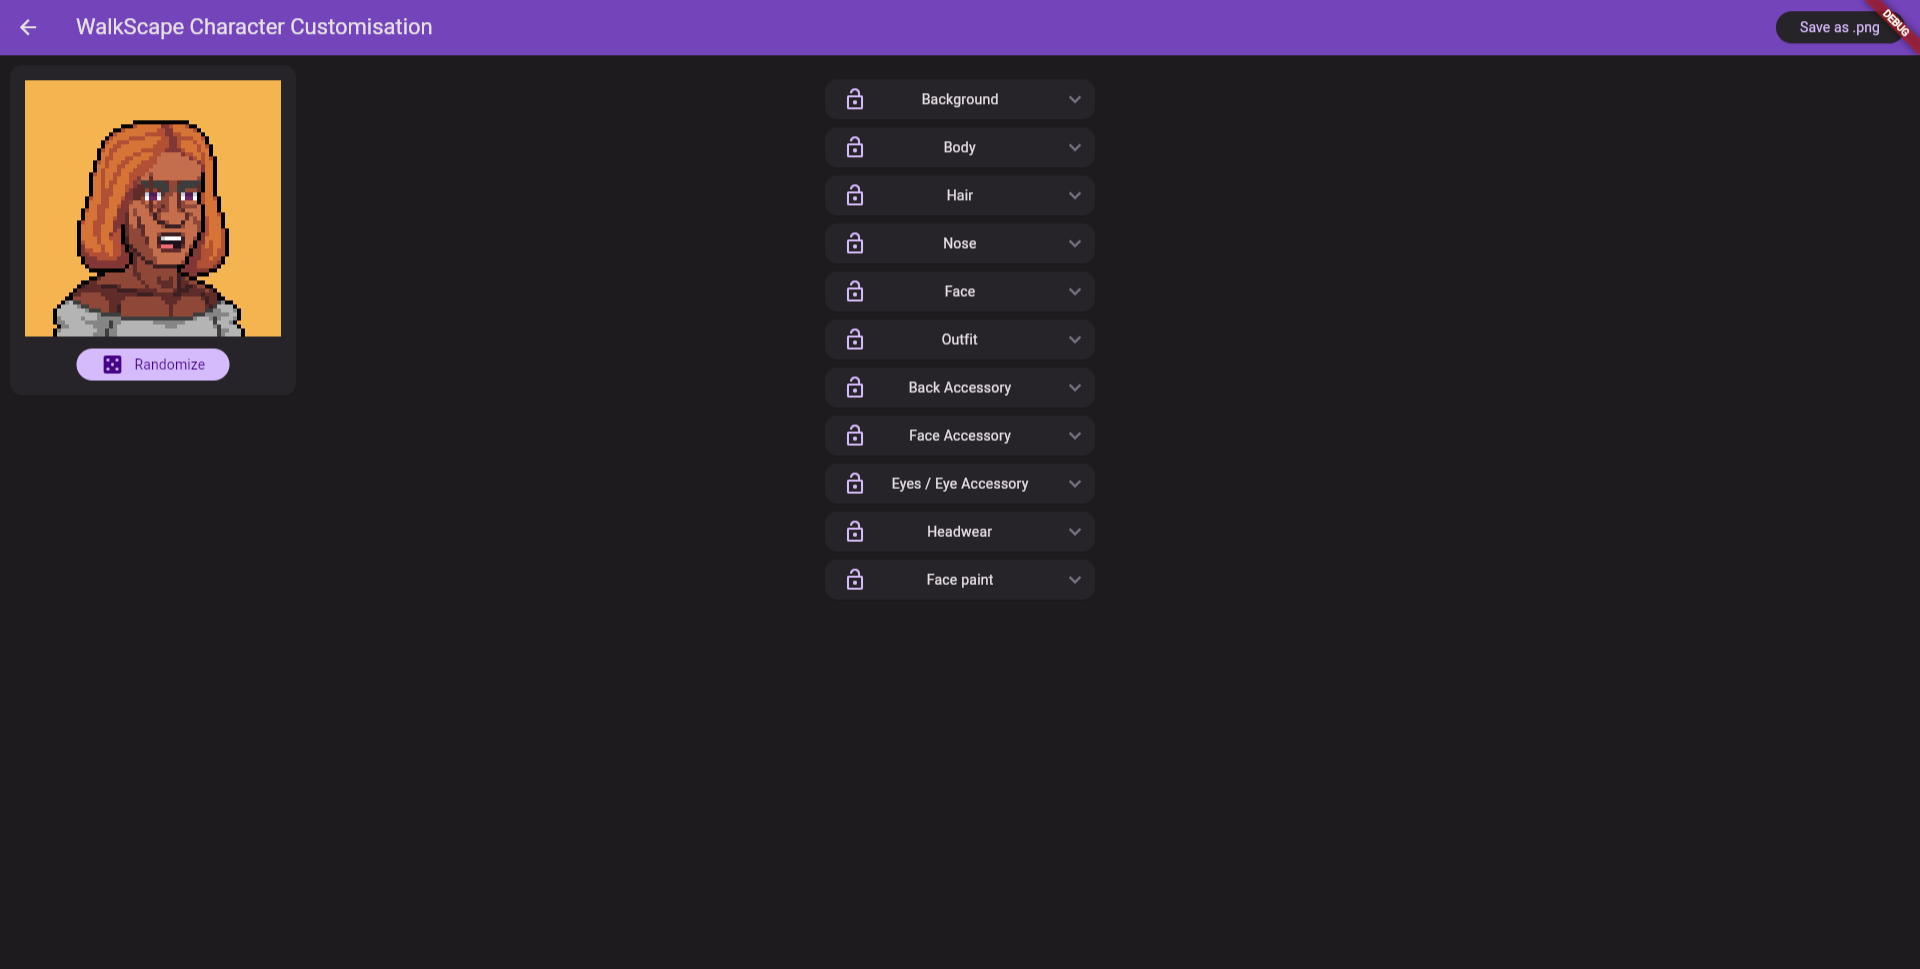 WalkScape Character Customisation
Save as .png
DEBUG
Randomize
Background
Body
Hair
Nose
Face
Outfit
Back Accessory
Face Accessory
Eyes / Eye Accessory
Headwear
Face paint